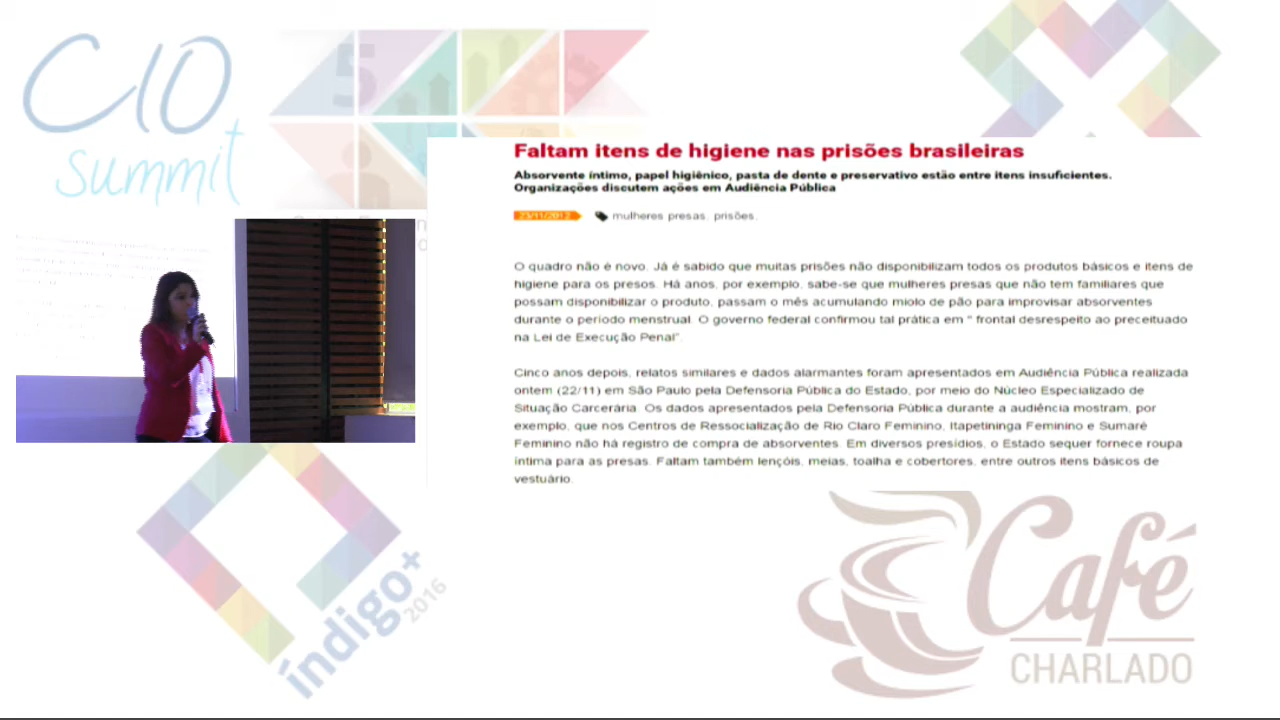 CIO
summit
5
Faltam itens de higiene nas prisões brasileiras
Absorvente íntimo, papel higiênico, pasta de dente e preservativo estão entre itens insuficientes.
Organizações discutem ações em Audiência Pública
23/11/2012
mulheres presas, prisões.
O quadro não é novo. Já é sabido que muitas prisões não disponibilizam todos os produtos básicos e itens de
higiene para os presos. Há anos, por exemplo, sabe-se que mulheres presas que não tem familiares que
possam disponibilizar o produto, passam o mês acumulando miolo de pão para improvisar absorventes
durante o período menstrual. O governo federal confirmou tal prática em " frontal desrespeito ao preceituado
na Lei de Execução Penal".
Cinco anos depois, relatos similares e dados alarmantes foram apresentados em Audiência Pública realizada
ontem (22/11) em São Paulo pela Defensoria Pública do Estado, por meio do Núcleo Especializado de
Situação Carcerária. Os dados apresentados pela Defensoria Pública durante a audiência mostram, por
exemplo, que nos Centros de Ressocialização de Rio Claro Feminino, Itapetininga Feminino e Sumaré
Feminino não há registro de compra de absorventes. Em diversos presídios, o Estado sequer fornece roupa
íntima para as presas. Faltam também lençóis, meias, toalha e cobertores, entre outros itens básicos de
vestuário.
índigo+
2016
Café
CHARLADO